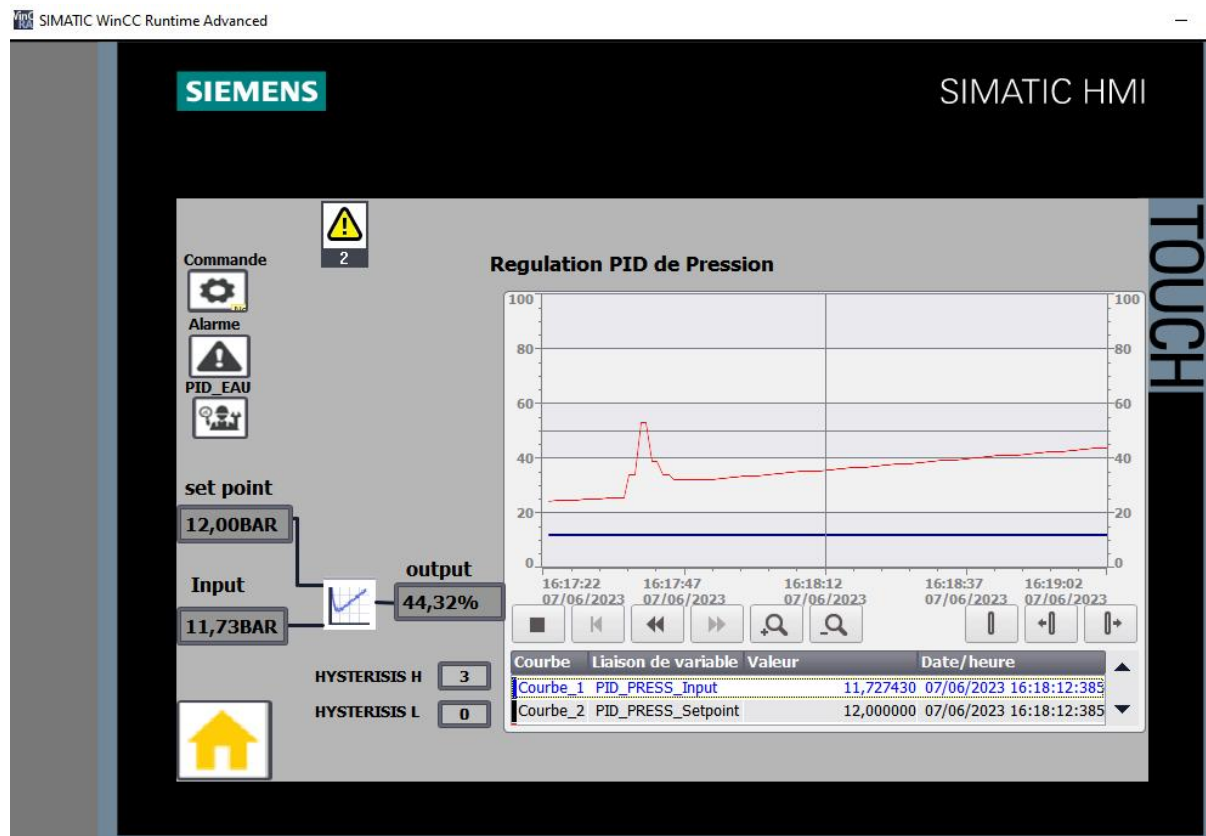 SIMATIC WinCC Runtime Advanced
SIEMENS
SIMATIC HMI
TOUCH
2
Commande
Alarme
PID_EAU
Regulation PID de Pression
100 100
80 80
60 60
40 40
20 20
0 0
16:17:22 16:17:47 16:18:12 16:18:37 16:19:02
07/06/2023 07/06/2023 07/06/2023 07/06/2023 07/06/2023
set point
12,00BAR
Input
11,73BAR
output
44,32%
HYSTERISIS H 3
HYSTERISIS L 0
Courbe Liaison de variable Valeur Date/heure
Courbe_1 PID_PRESS_Input 11,727430 07/06/2023 16:18:12:385
Courbe_2 PID_PRESS_Setpoint 12,000000 07/06/2023 16:18:12:385